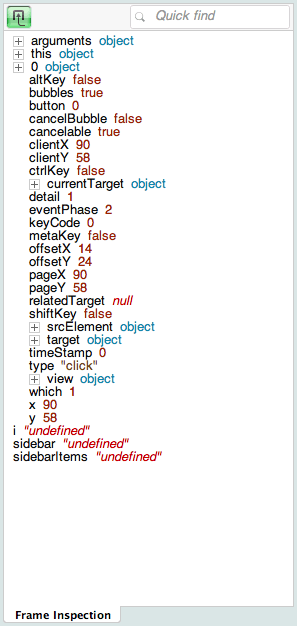 Quick find
arguments object
this object
0 object
altKey false
bubbles true
button 0
cancelBubble false
cancelable true
clientX 90
clientY 58
ctrlKey false
currentTarget object
detail 1
eventPhase 2
keyCode 0
metaKey false
offsetX 14
offsetY 24
pageX 90
pageY 58
relatedTarget null
shiftKey false
srcElement object
target object
timeStamp 0
type "click"
view object
which 1
x 90
y 58
i "undefined"
sidebar "undefined"
sidebarItems "undefined"
Frame Inspection